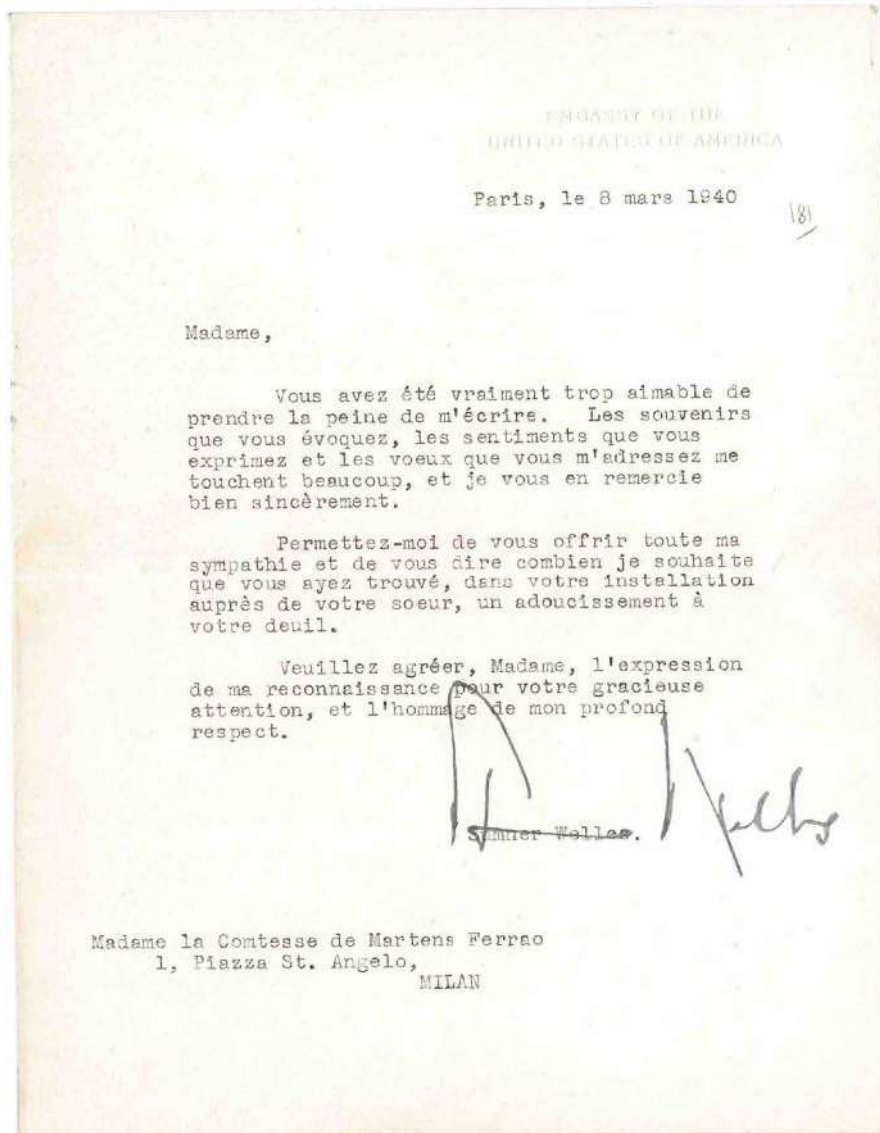 EMBASSY OF THE
UNITED STATES OF AMERICA
Paris, le 8 mars 1940
181
Madame,
Vous avez été vraiment trop aimable de
prendre la peine de m'écrire. Les souvenirs
que vous évoquez, les sentiments que vous
exprimez et les voeux que vous m'adressez me
touchent beaucoup, et je vous en remercie
bien sincèrement.
Permettez-moi de vous offrir toute ma
sympathie et de vous dire combien je souhaite
que vous ayez trouvé, dans votre installation
auprès de votre soeur, un adoucissement à
votre deuil.
Veuillez agréer, Madame, l'expression
de ma reconnaissance pour votre gracieuse
attention, et l'hommage de mon profond
respect.
Sumner Welles.
Madame la Comtesse de Martens Ferrao
1, Piazza St. Angelo,
MILAN